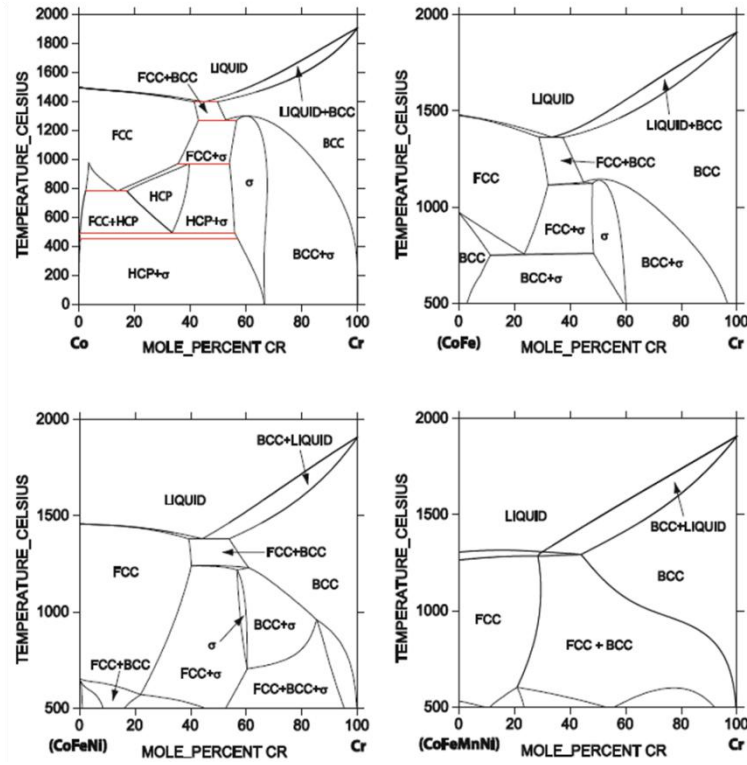 TEMPERATURE_CELSIUS
2000
1800
1600
1400
1200
1000
800
600
400
200
0
LIQUID
FCC+BCC
LIQUID+BCC
FCC
BCC
FCC+σ
HCP
σ
FCC+HCP
HCP+σ
BCC+σ
HCP+σ
0 20 40 60 80 100
Co MOLE_PERCENT CR Cr
TEMPERATURE_CELSIUS
2000
1500
1000
500
LIQUID
LIQUID+BCC
FCC+BCC
FCC
BCC
FCC+σ
σ
BCC
BCC+σ
BCC+σ
0 20 40 60 80 100
(CoFe) MOLE_PERCENT CR Cr
TEMPERATURE_CELSIUS
2000
1500
1000
500
BCC+LIQUID
LIQUID
FCC+BCC
FCC
BCC
σ
BCC+σ
FCC+BCC
FCC+σ
FCC+BCC+σ
0 20 40 60 80 100
(CoFeNi) MOLE_PERCENT CR Cr
TEMPERATURE_CELSIUS
2000
1500
1000
500
LIQUID
BCC+LIQUID
BCC
FCC
FCC + BCC
0 20 40 60 80 100
(CoFeMnNi) MOLE_PERCENT CR Cr